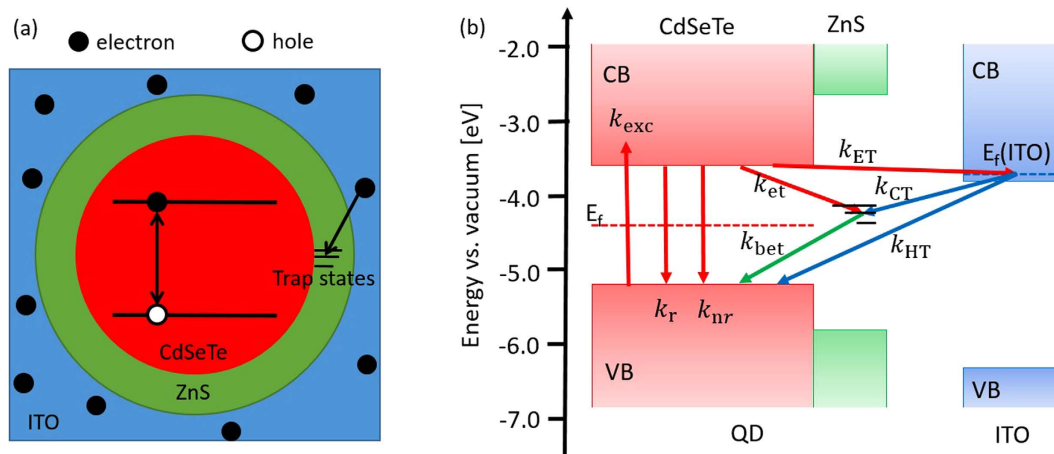 (a)
electron
hole
Trap states
CdSeTe
ZnS
ITO
(b)
CdSeTe
ZnS
Energy vs. vacuum [eV]
-2.0
-3.0
-4.0
-5.0
-6.0
-7.0
CB
CB
k_exc
k_ET
E_f(ITO)
k_et
k_CT
E_f
k_bet
k_HT
k_r
k_nr
VB
VB
QD
ITO